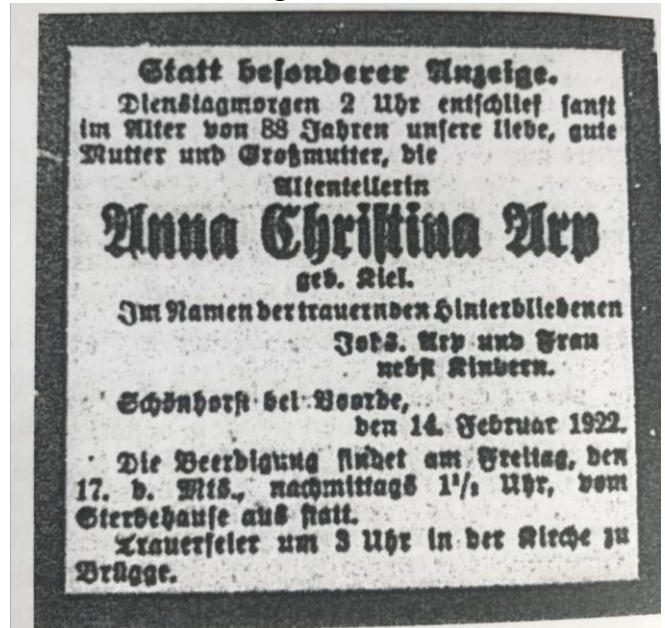 Statt besonderer Anzeige.
Dienstagmorgen 2 Uhr entschlief sanft
im Alter von 88 Jahren unsere liebe, gute
Mutter und Großmutter, die
Altenteilerin
Anna Christina Arp
geb. Kiel.
Im Namen der trauernden Hinterbliebenen
Johs. Arp und Frau
nebst Kindern.
Schönhorst bei Voorde,
den 14. Februar 1922.
Die Beerdigung findet am Freitag, den
17. d. Mts., nachmittags 1½ Uhr, vom
Sterbehause aus statt.
Trauerfeier um 3 Uhr in der Kirche zu
Brügge.